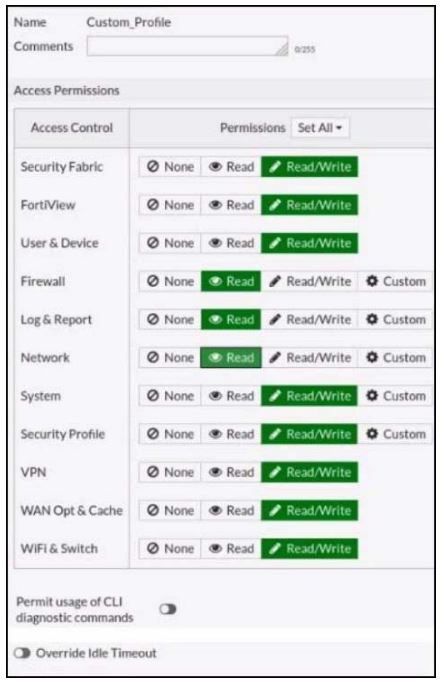 Name Custom_Profile
Comments 0/255
Access Permissions
Access Control Permissions Set All
Security Fabric None Read Read/Write
FortiView None Read Read/Write
User & Device None Read Read/Write
Firewall None Read Read/Write Custom
Log & Report None Read Read/Write Custom
Network None Read Read/Write Custom
System None Read Read/Write Custom
Security Profile None Read Read/Write Custom
VPN None Read Read/Write
WAN Opt & Cache None Read Read/Write
WiFi & Switch None Read Read/Write
Permit usage of CLI
diagnostic commands
Override Idle Timeout